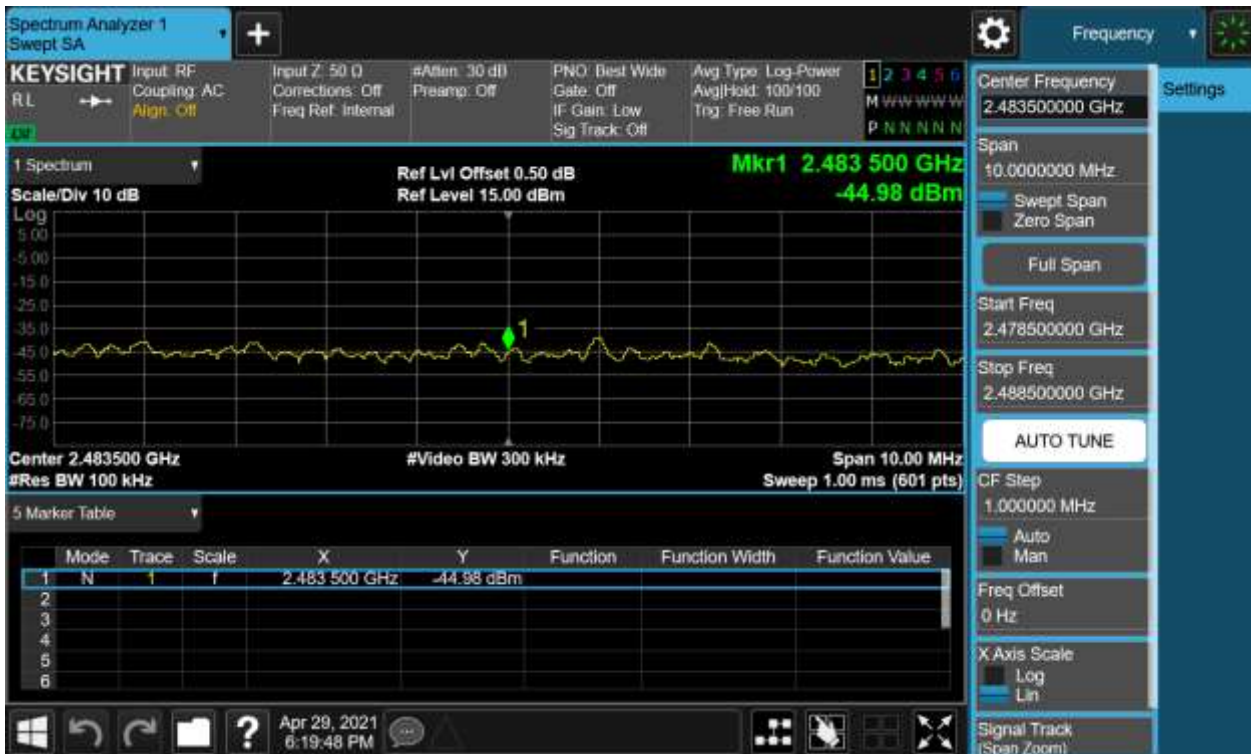 Spectrum Analyzer 1
Swept SA
+
Frequency
KEYSIGHT
RL
Input: RF
Coupling: AC
Align: Off
Input Z: 50 Ω
Corrections: Off
Freq Ref: Internal
#Atten: 30 dB
Preamp: Off
PNO: Best Wide
Gate: Off
IF Gain: Low
Sig Track: Off
Avg Type: Log-Power
Avg|Hold: 100/100
Trig: Free Run
1 2 3 4 5 6
M W W W W W
P N N N N N
Settings
1 Spectrum
Scale/Div 10 dB
Ref Lvl Offset 0.50 dB
Ref Level 15.00 dBm
Mkr1 2.483 500 GHz
-44.98 dBm
Log
5.00
-5.00
-15.0
-25.0
-35.0
-45.0
-55.0
-65.0
-75.0
1
Center 2.483500 GHz
#Res BW 100 kHz
#Video BW 300 kHz
Span 10.00 MHz
Sweep 1.00 ms (601 pts)
5 Marker Table
Mode Trace Scale X Y Function Function Width Function Value
1 N 1 f 2.483 500 GHz -44.98 dBm
2
3
4
5
6
?
Apr 29, 2021
6:19:48 PM
Center Frequency
2.483500000 GHz
Span
10.0000000 MHz
Swept Span
Zero Span
Full Span
Start Freq
2.478500000 GHz
Stop Freq
2.488500000 GHz
AUTO TUNE
CF Step
1.000000 MHz
Auto
Man
Freq Offset
0 Hz
X Axis Scale
Log
Lin
Signal Track
(Span Zoom)